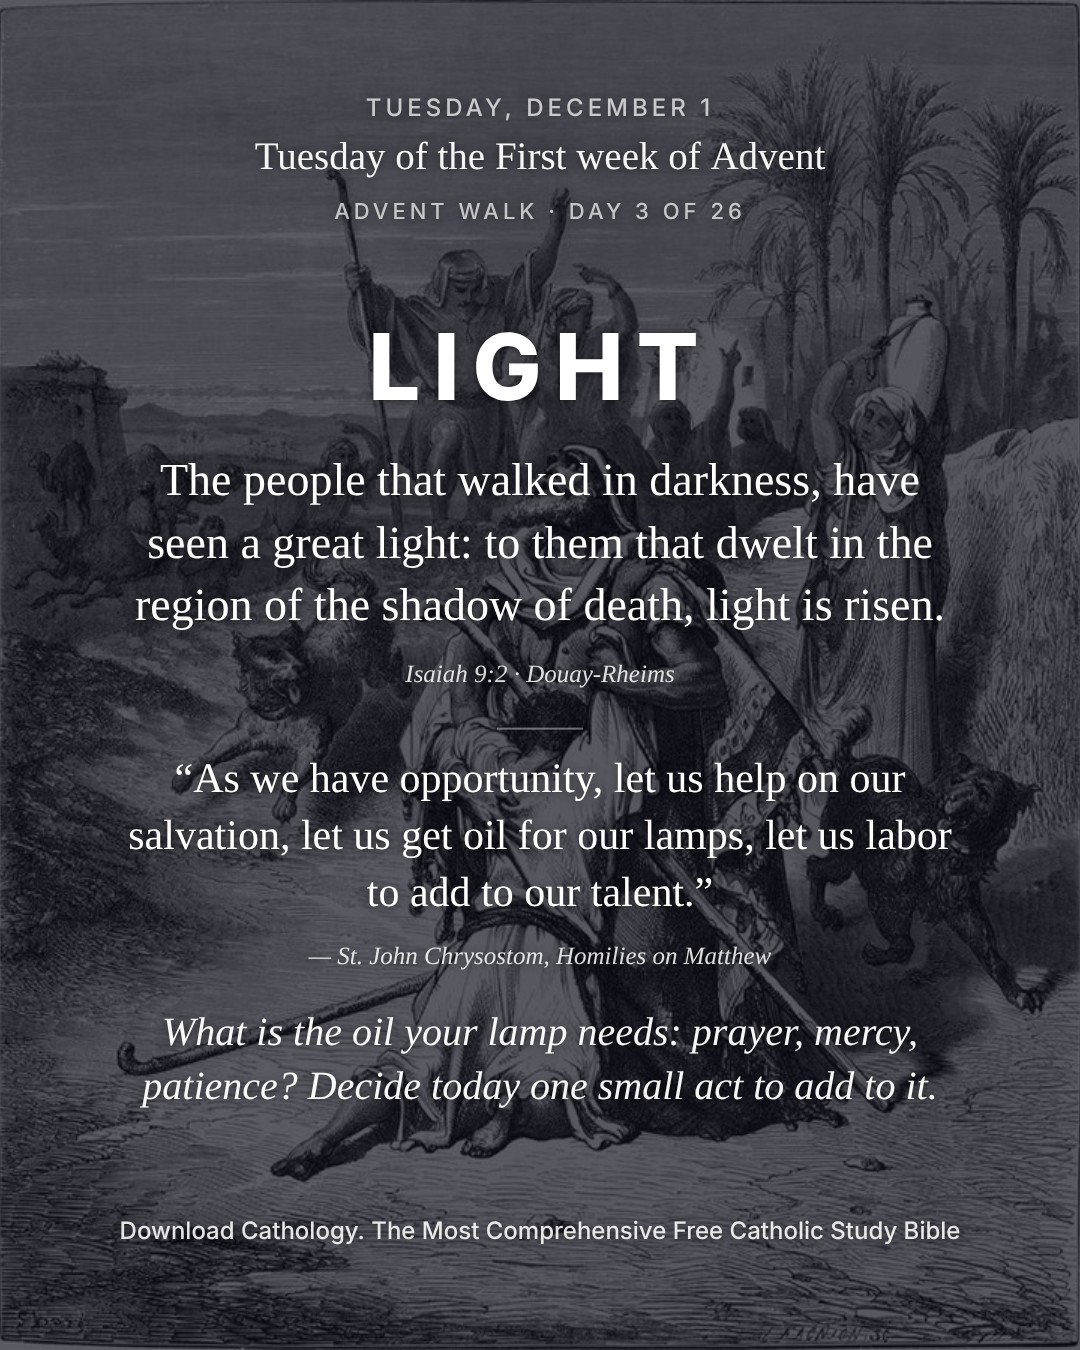 TUESDAY, DECEMBER 1
Tuesday of the First week of Advent
ADVENT WALK · DAY 3 OF 26
LIGHT
The people that walked in darkness, have
seen a great light: to them that dwelt in the
region of the shadow of death, light is risen.
Isaiah 9:2 · Douay-Rheims
“As we have opportunity, let us help on our
salvation, let us get oil for our lamps, let us labor
to add to our talent.”
— St. John Chrysostom, Homilies on Matthew
What is the oil your lamp needs: prayer, mercy,
patience? Decide today one small act to add to it.
Download Cathology. The Most Comprehensive Free Catholic Study Bible